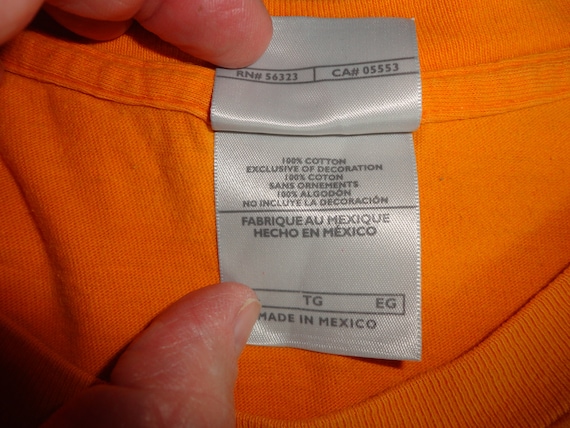 RN# 56323 CA# 05553
100% COTTON
EXCLUSIVE OF DECORATION
100% COTON
SANS ORNEMENTS
100% ALGODÓN
NO INCLUYE LA DECORACIÓN
FABRIQUE AU MEXIQUE
HECHO EN MÉXICO
TG EG
MADE IN MEXICO